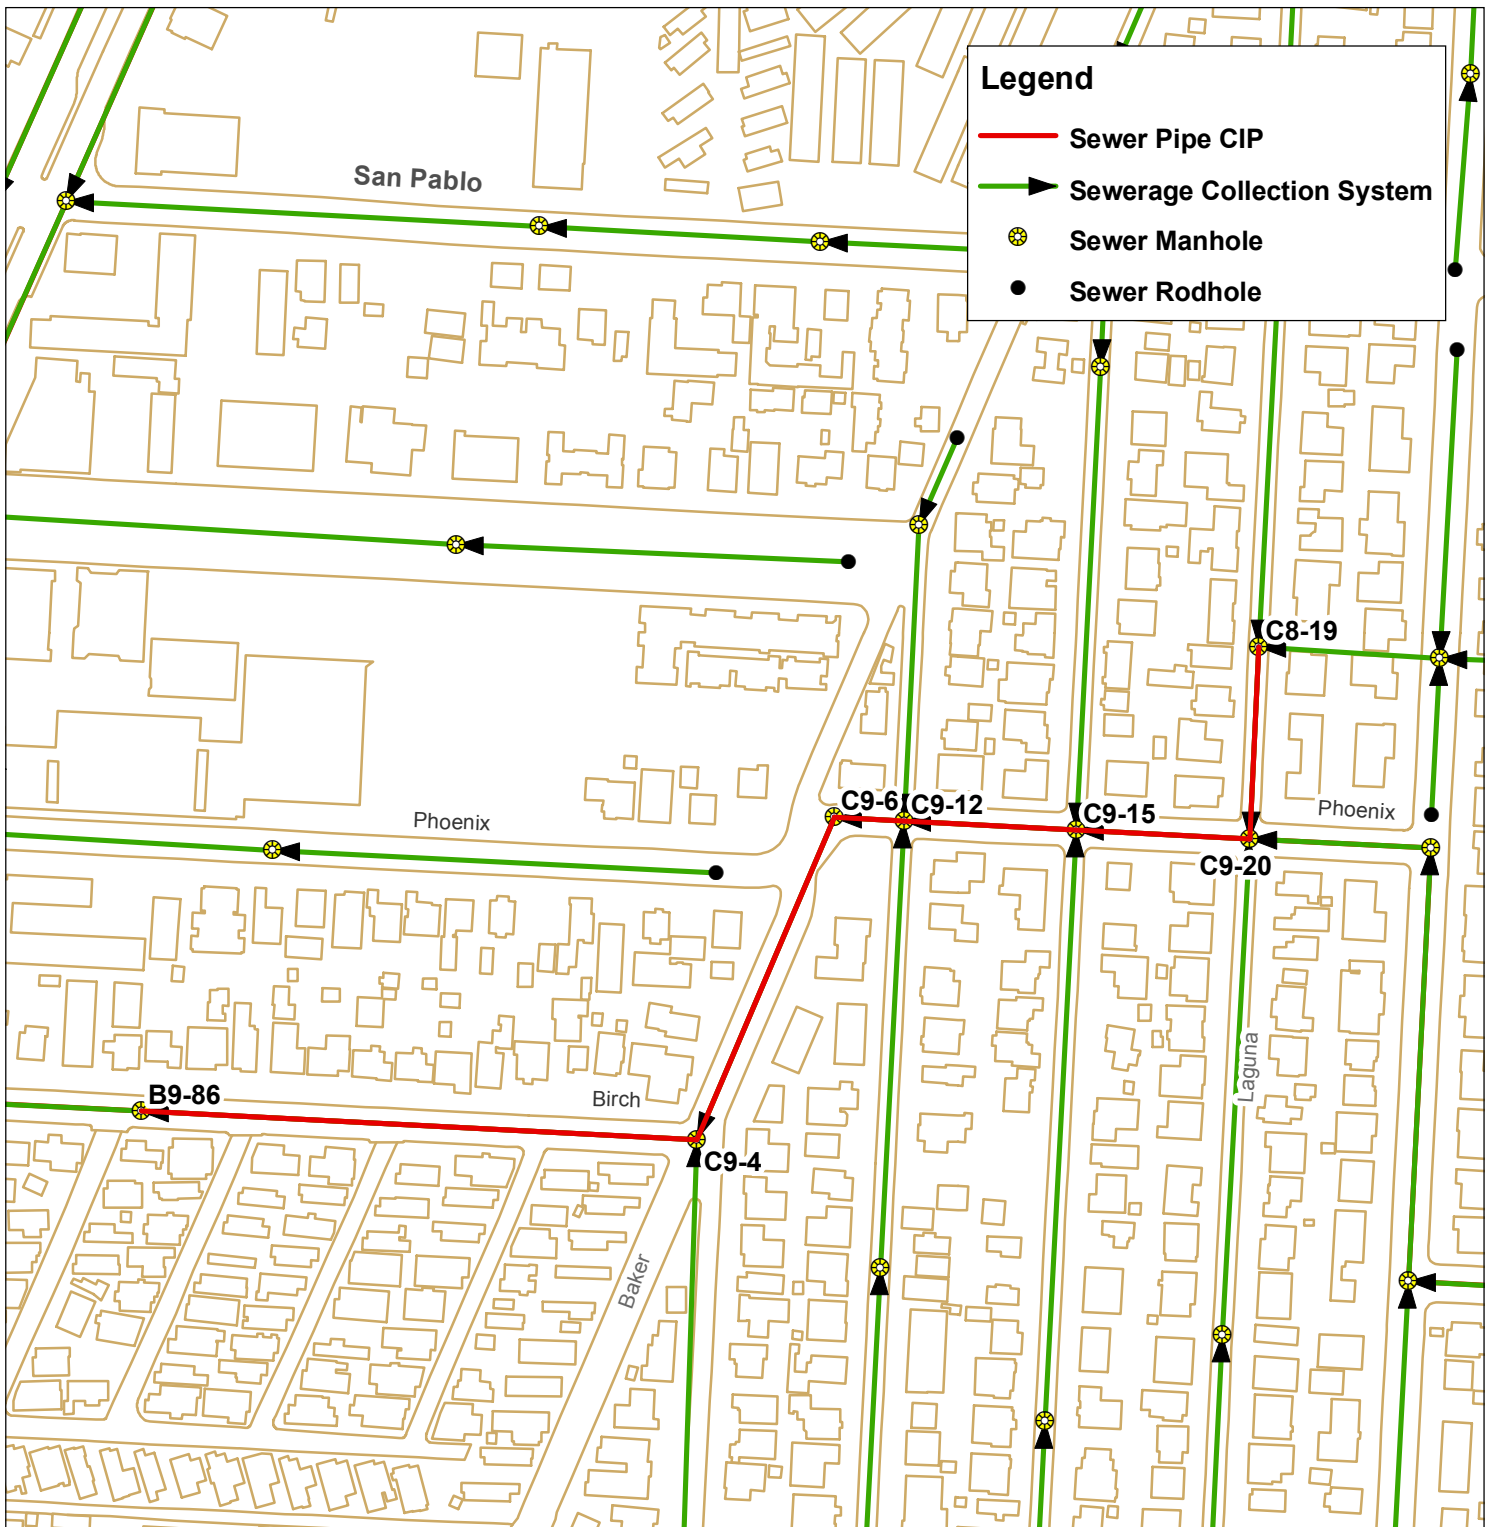 Legend
Sewer Pipe CIP
San Pablo
Sewerage Collection System
Sewer Manhole
Sewer Rodhole
C8-19
C9-6
C9-12
C9-15
Phoenix
Phoenix
C9-20
Laguna
B9-86
Birch
C9-4
Baker